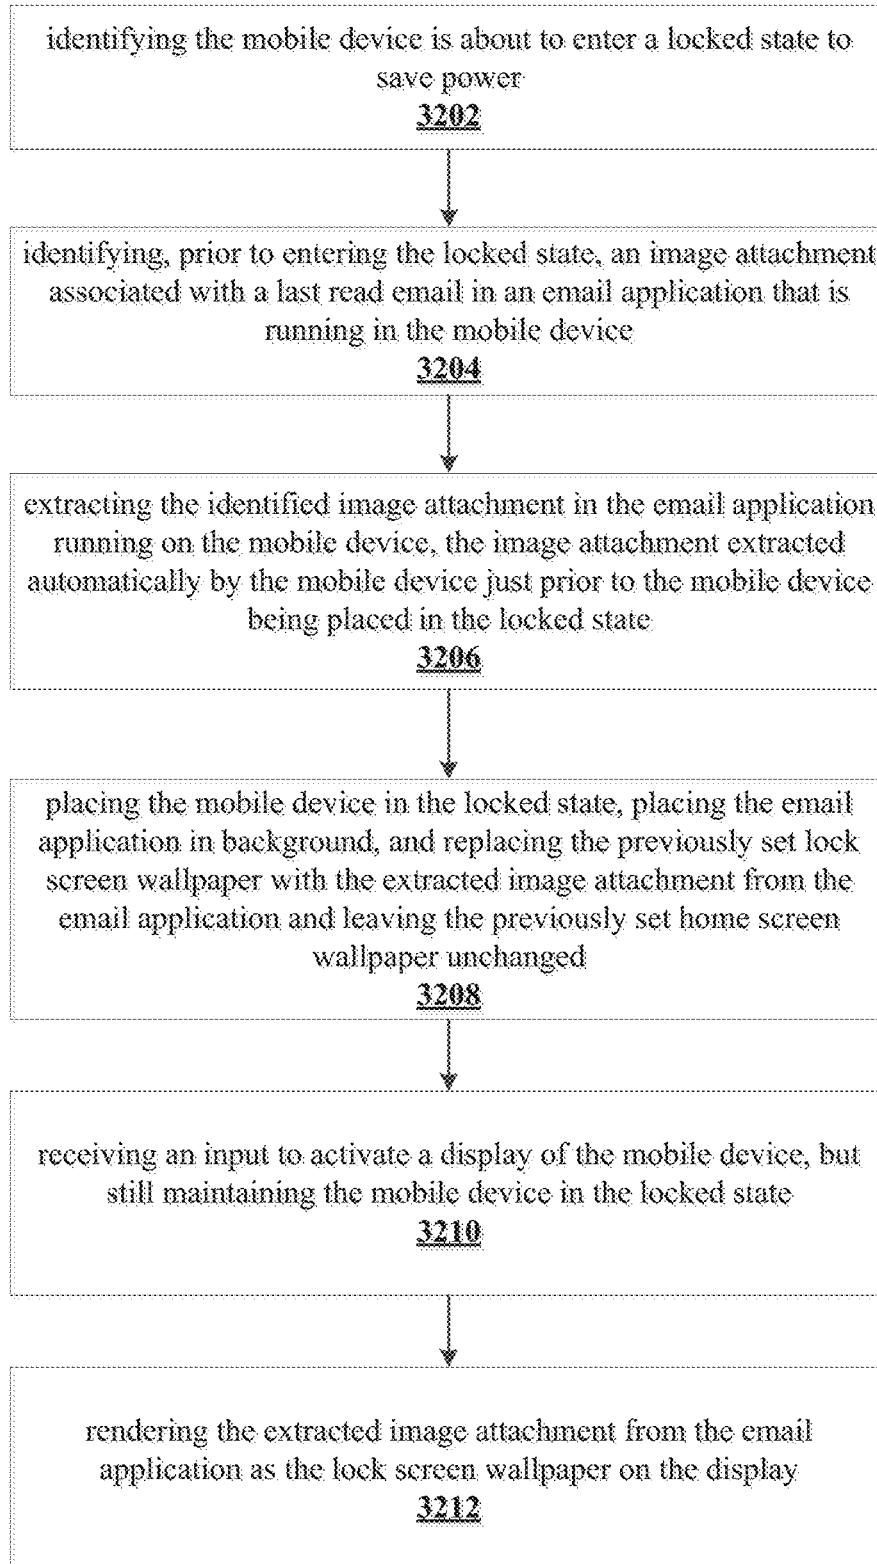 identifying the mobile device is about to enter a locked state to
save power
3202
identifying, prior to entering the locked state, an image attachment
associated with a last read email in an email application that is
running in the mobile device
3204
extracting the identified image attachment in the email application
running on the mobile device, the image attachment extracted
automatically by the mobile device just prior to the mobile device
being placed in the locked state
3206
placing the mobile device in the locked state, placing the email
application in background, and replacing the previously set lock
screen wallpaper with the extracted image attachment from the
email application and leaving the previously set home screen
wallpaper unchanged
3208
receiving an input to activate a display of the mobile device, but
still maintaining the mobile device in the locked state
3210
rendering the extracted image attachment from the email
application as the lock screen wallpaper on the display
3212